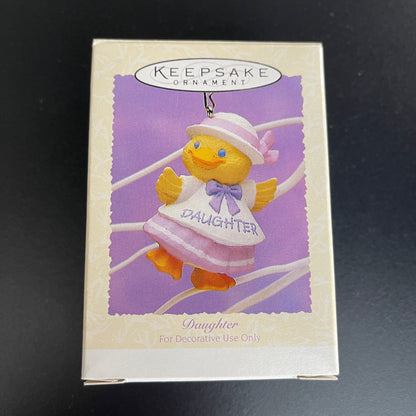 KEEPSAKE
ORNAMENT
DAUGHTER
Daughter
For Decorative Use Only